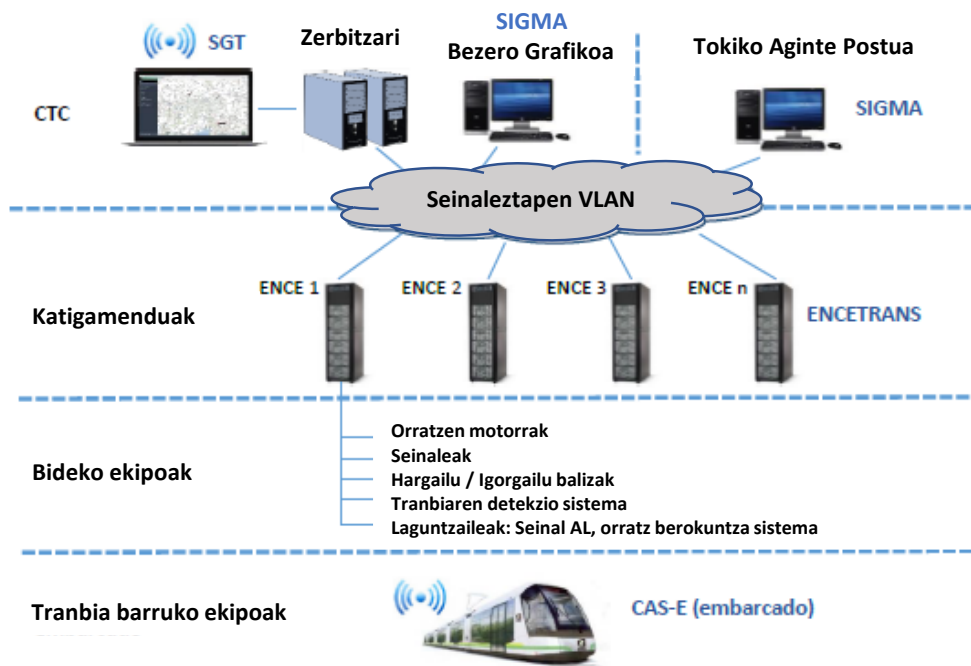 SGT
Zerbitzari
SIGMA
Bezero Grafikoa
Tokiko Aginte Postua
CTC
SIGMA
Seinaleztapen VLAN
ENCE 1
ENCE 2
ENCE 3
ENCE n
Katigamenduak
ENCETRANS
Orratzen motorrak
Seinaleak
Bideko ekipoak
Hargailu / Igorgailu balizak
Tranbiaren detekzio sistema
Laguntzaileak: Seinal AL, orratz berokuntza sistema
Tranbia barruko ekipoak
CAS-E (embarcado)